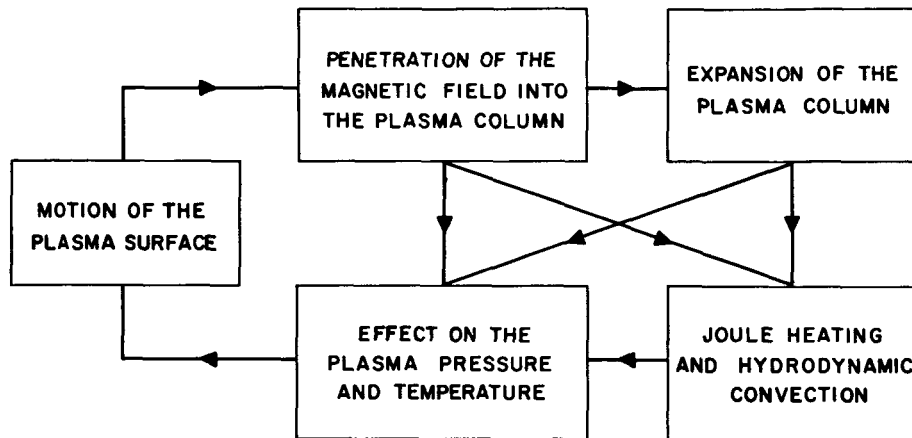 PENETRATION OF THE
MAGNETIC FIELD INTO
THE PLASMA COLUMN
EXPANSION OF THE
PLASMA COLUMN
MOTION OF THE
PLASMA SURFACE
EFFECT ON THE
PLASMA PRESSURE
AND TEMPERATURE
JOULE HEATING
AND HYDRODYNAMIC
CONVECTION